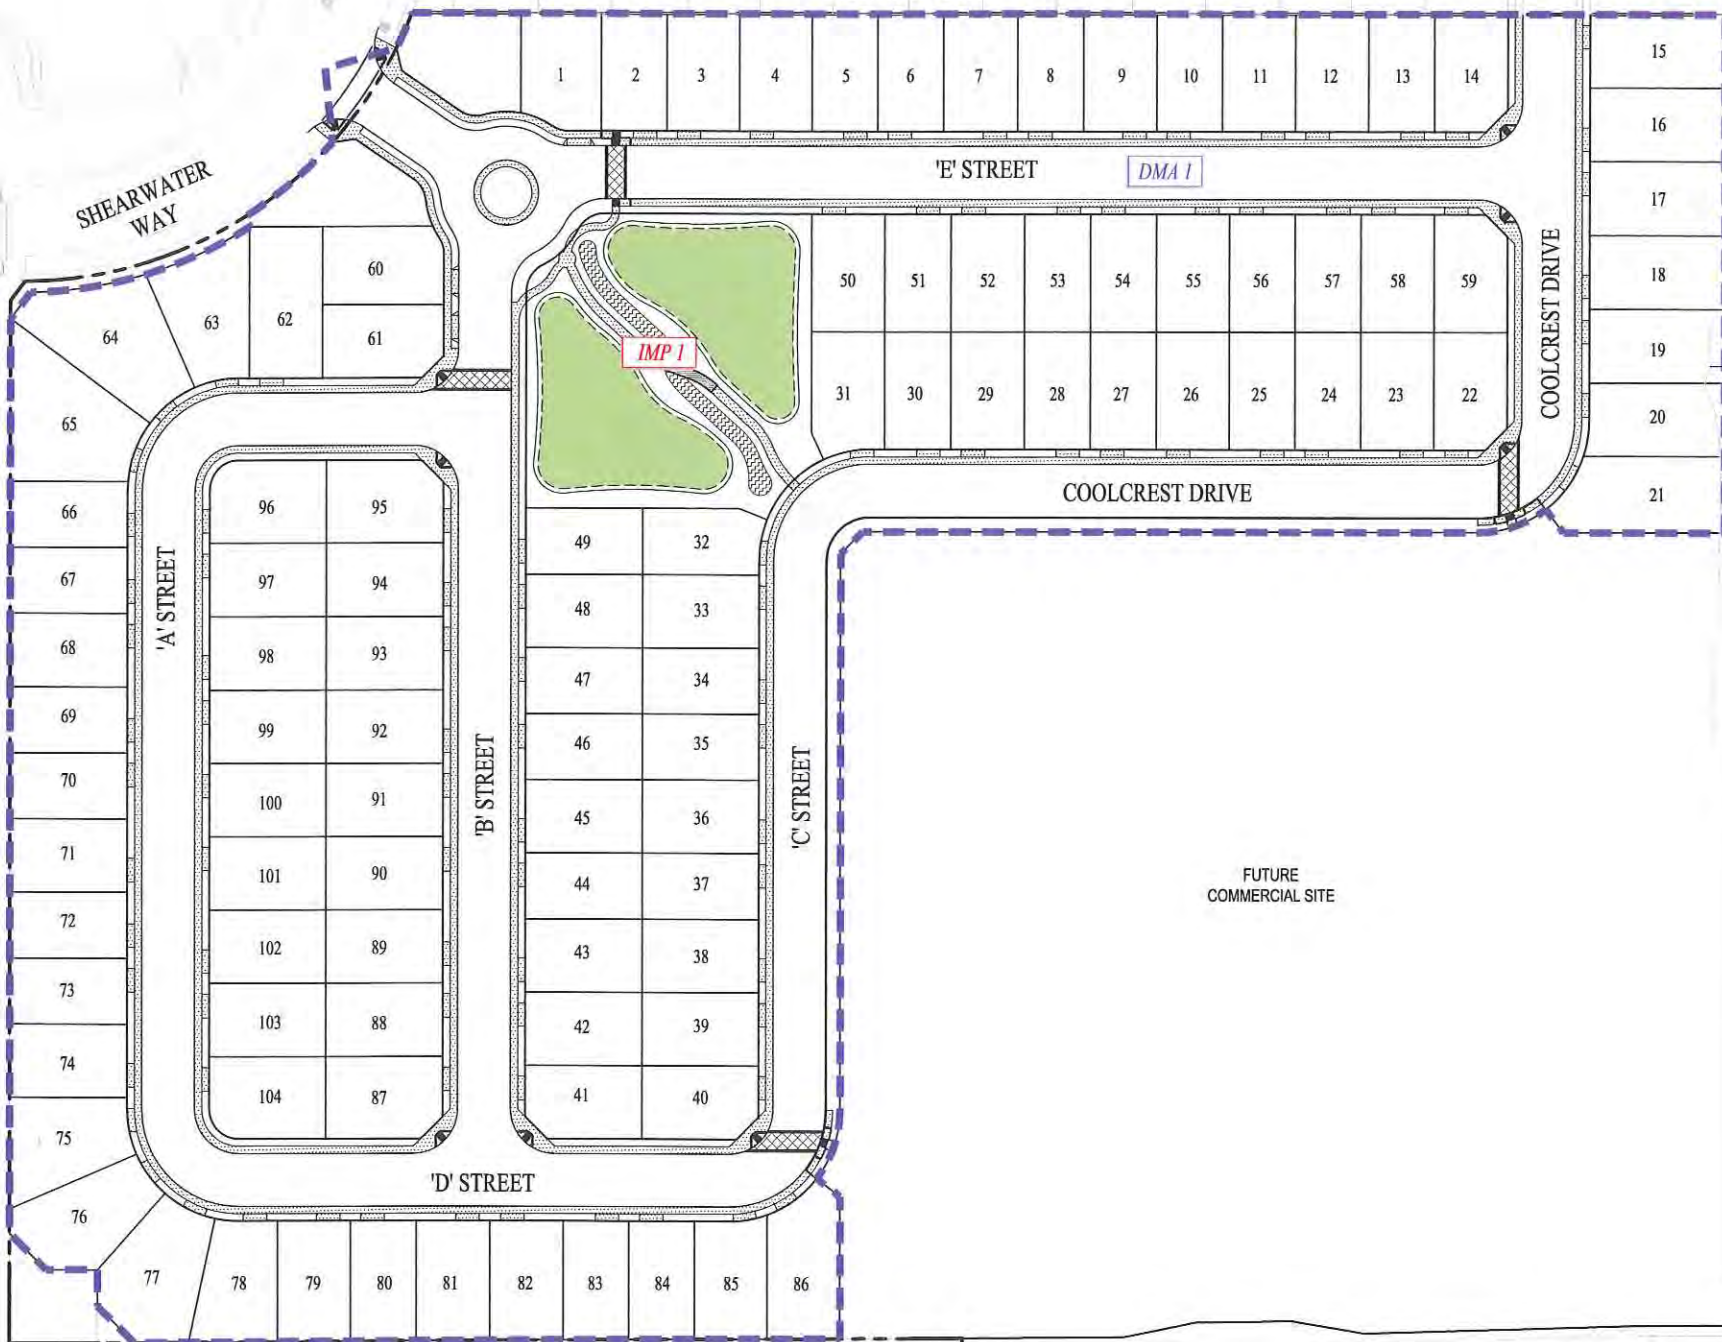 1 2 3 4 5 6 7 8 9 10 11 12 13 14 15
16
'E' STREET DMA 1
SHEARWATER
WAY
17
60 50 51 52 53 54 55 56 57 58 59 18
COOLCREST DRIVE
64 63 62 61 IMP 1 19
65 31 30 29 28 27 26 25 24 23 22 20
COOLCREST DRIVE 21
66 96 95 49 32
67 97 94 48 33
'A' STREET
68 98 93 47 34
69 99 92 46 35
'B' STREET
'C' STREET
70 100 91 45 36
71 101 90 44 37
FUTURE
COMMERCIAL SITE
72 102 89 43 38
73 103 88 42 39
74 104 87 41 40
75
'D' STREET
76
77 78 79 80 81 82 83 84 85 86